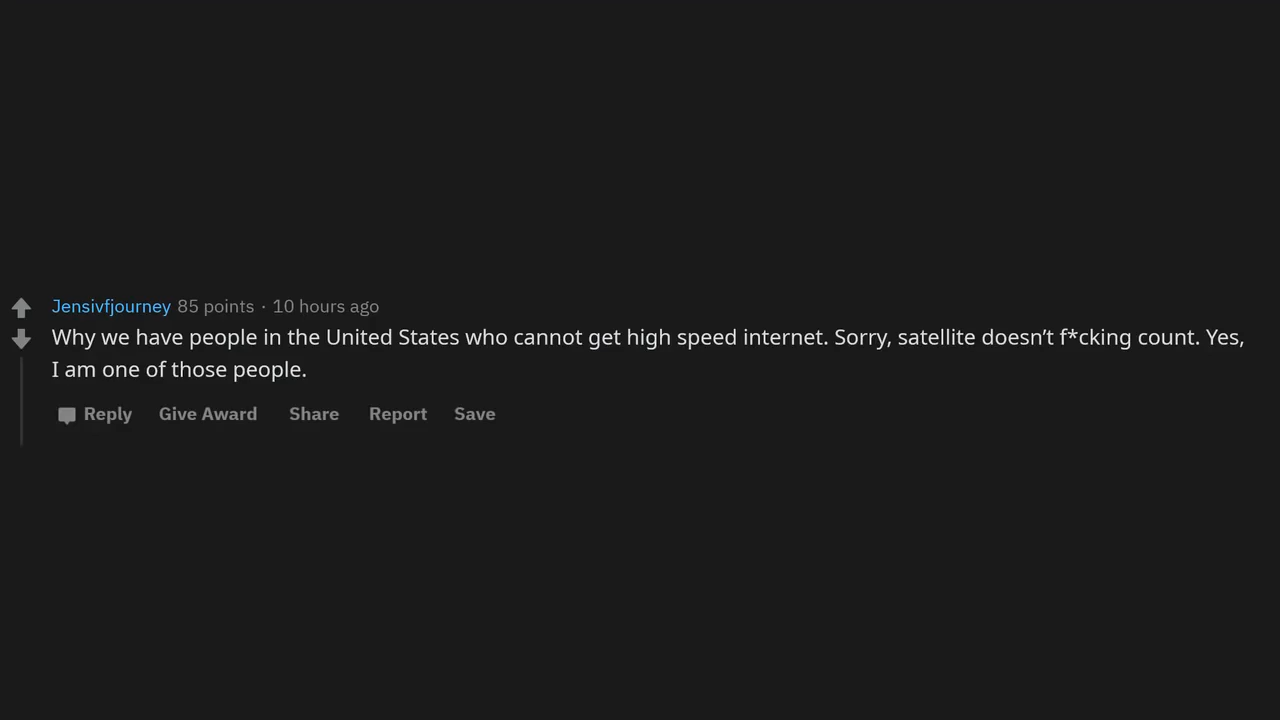 Jensivfjourney 85 points · 10 hours ago
Why we have people in the United States who cannot get high speed internet. Sorry, satellite doesn’t f*cking count. Yes,
I am one of those people.
Reply Give Award Share Report Save